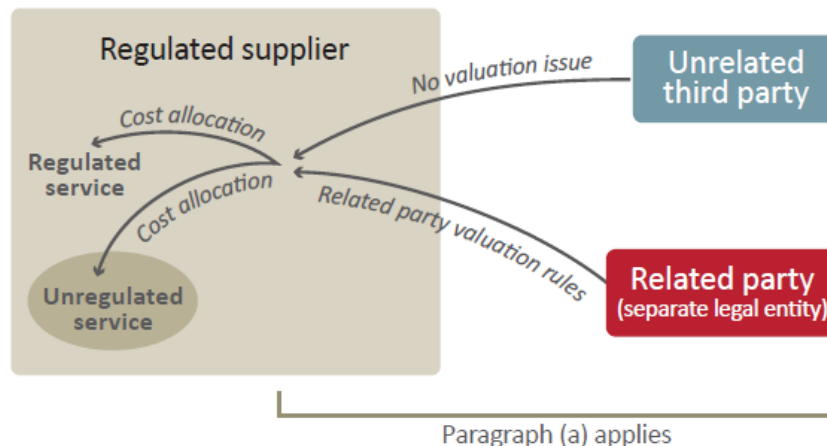 Regulated supplier
No valuation issue
Unrelated
third party
Cost allocation
Regulated
service
Cost allocation
Related party valuation rules
Related party
(separate legal entity)
Unregulated
service
Paragraph (a) applies